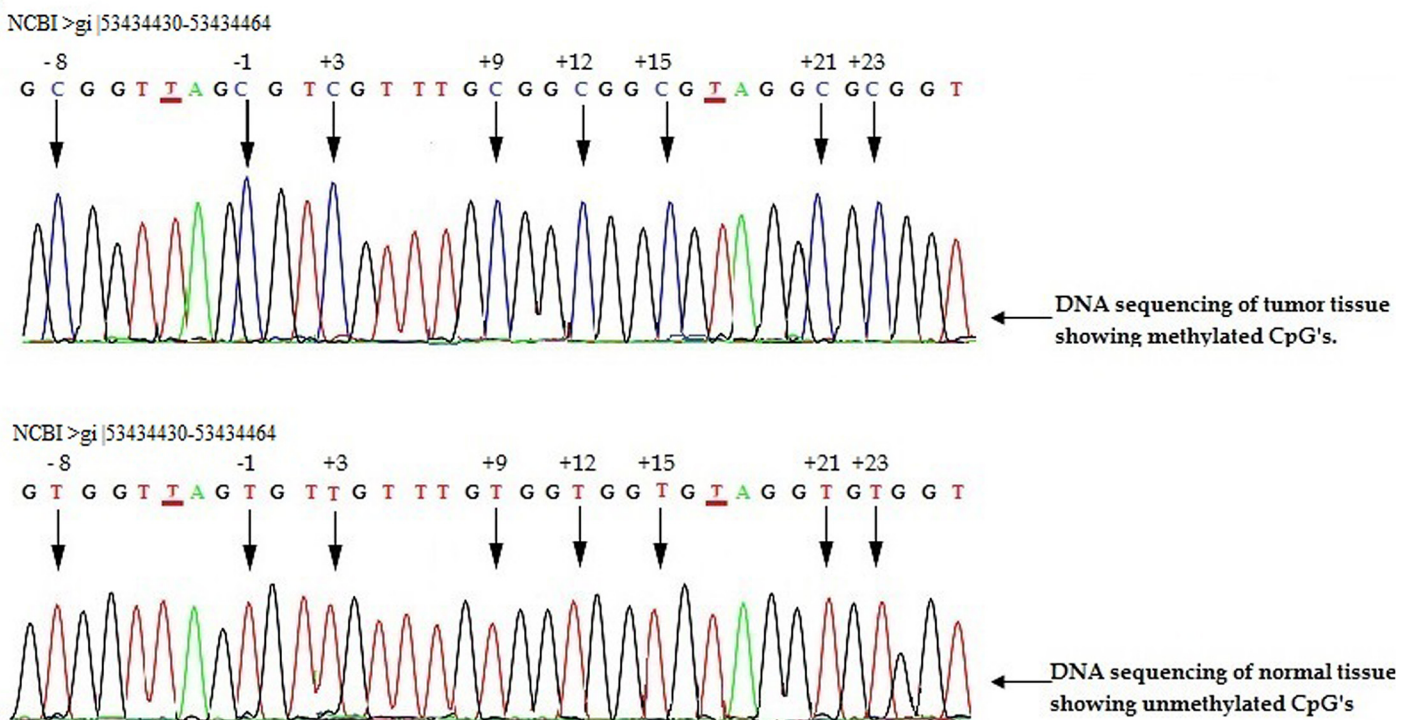 NCBI >gi |53434430-53434464
- 8 -1 +3 +9 +12 +15 +21 +23
G C G G T T A G C G T C G T T T G C G G C G G C G T A G G C G C G G T
DNA sequencing of tumor tissue
showing methylated CpG's.
NCBI >gi |53434430-53434464
- 8 -1 +3 +9 +12 +15 +21 +23
G T G G T T A G T G T T G T T T G T G G T G G T G T A G G T G T G G T
DNA sequencing of normal tissue
showing unmethylated CpG's